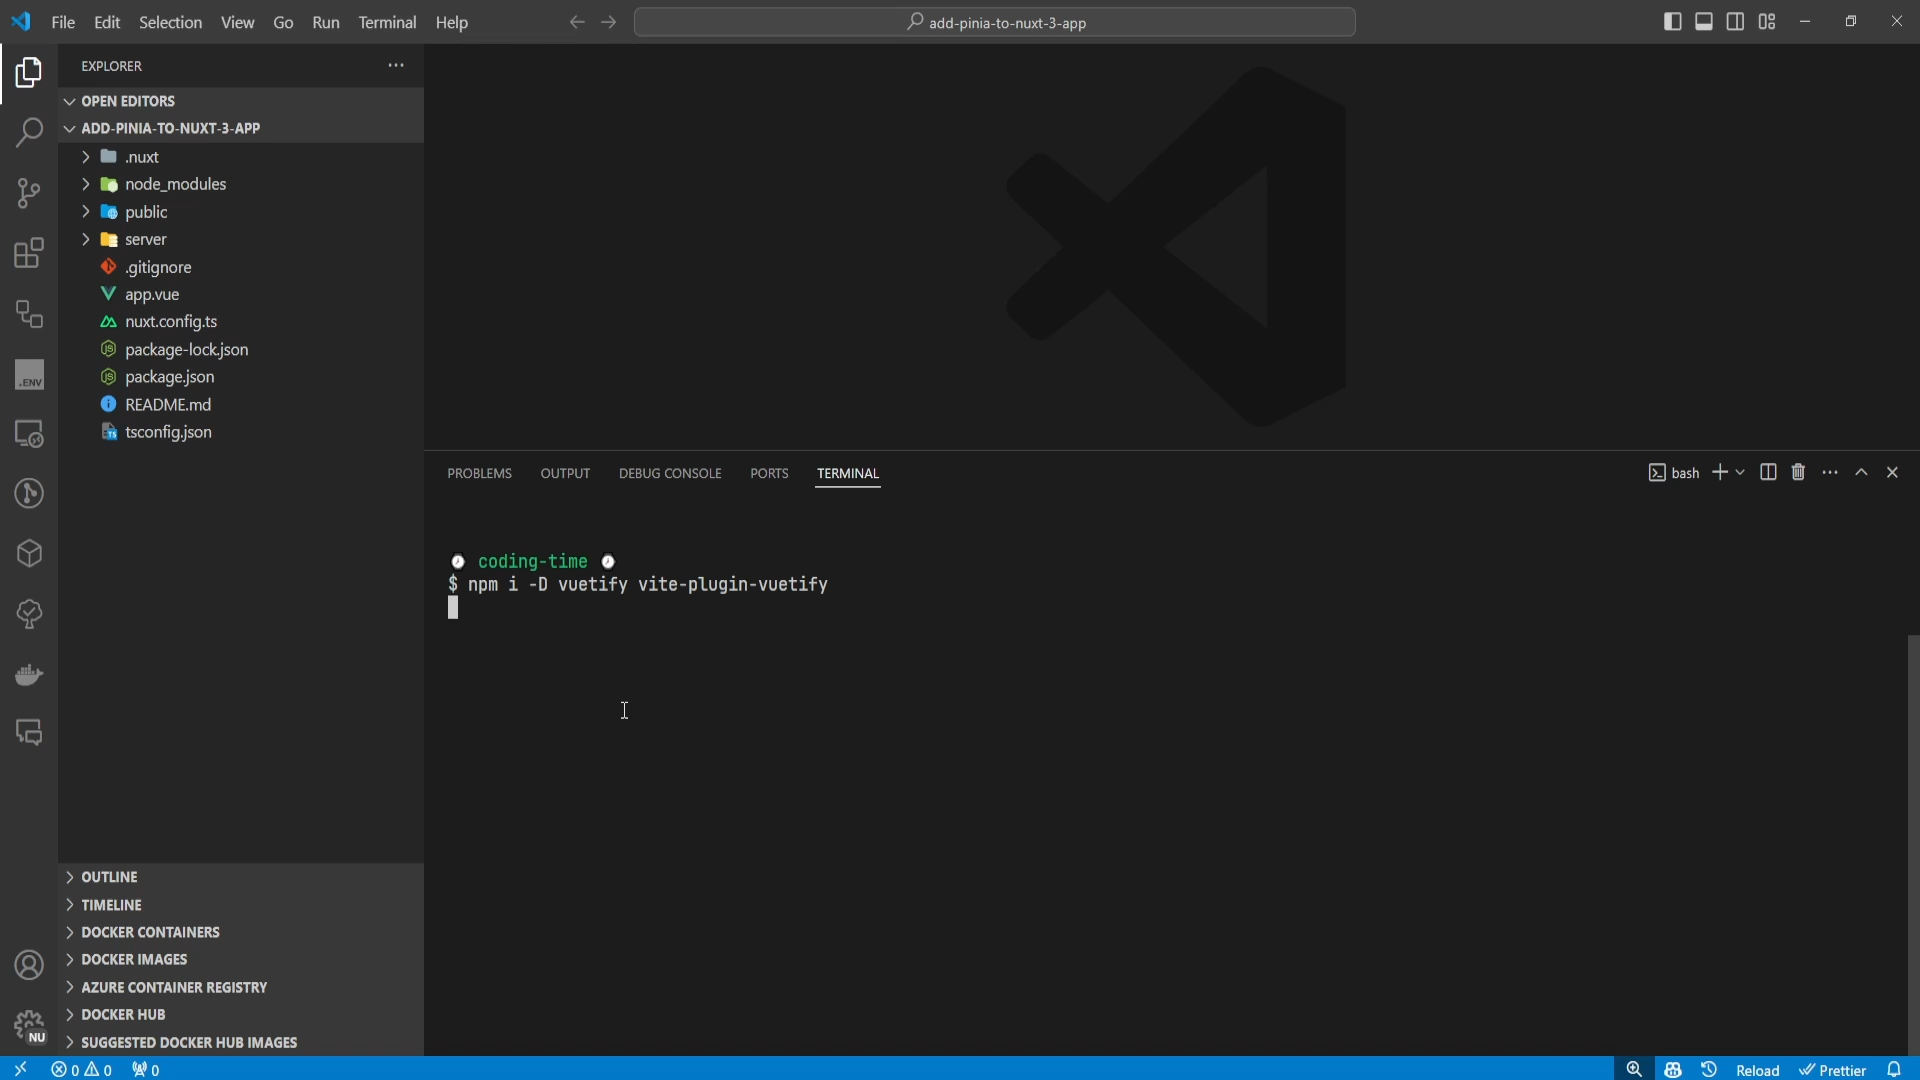 File Edit Selection View Go Run Terminal Help
add-pinia-to-nuxt-3-app
EXPLORER
OPEN EDITORS
ADD-PINIA-TO-NUXT-3-APP
.nuxt
node_modules
public
server
.gitignore
app.vue
nuxt.config.ts
package-lock.json
package.json
README.md
tsconfig.json
.ENV
OUTLINE
TIMELINE
DOCKER CONTAINERS
DOCKER IMAGES
AZURE CONTAINER REGISTRY
DOCKER HUB
SUGGESTED DOCKER HUB IMAGES
NU
PROBLEMS OUTPUT DEBUG CONSOLE PORTS TERMINAL
bash
coding-time
$ npm i -D vuetify vite-plugin-vuetify
0 0 0
Reload Prettier